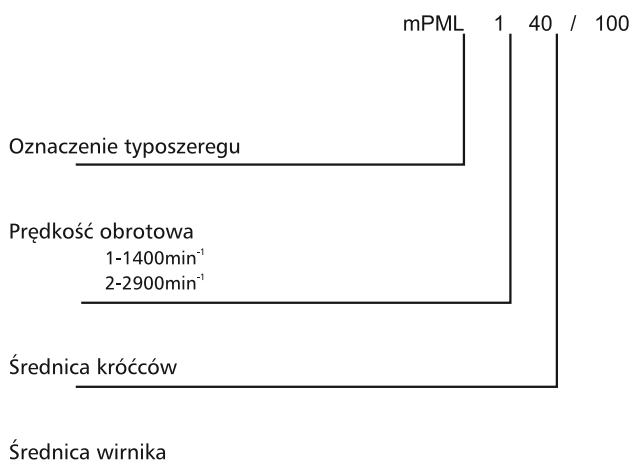 mPML 1 40 / 100
Oznaczenie typoszeregu
Prędkość obrotowa
1-1400min⁻¹
2-2900min⁻¹
Średnica króćców
Średnica wirnika